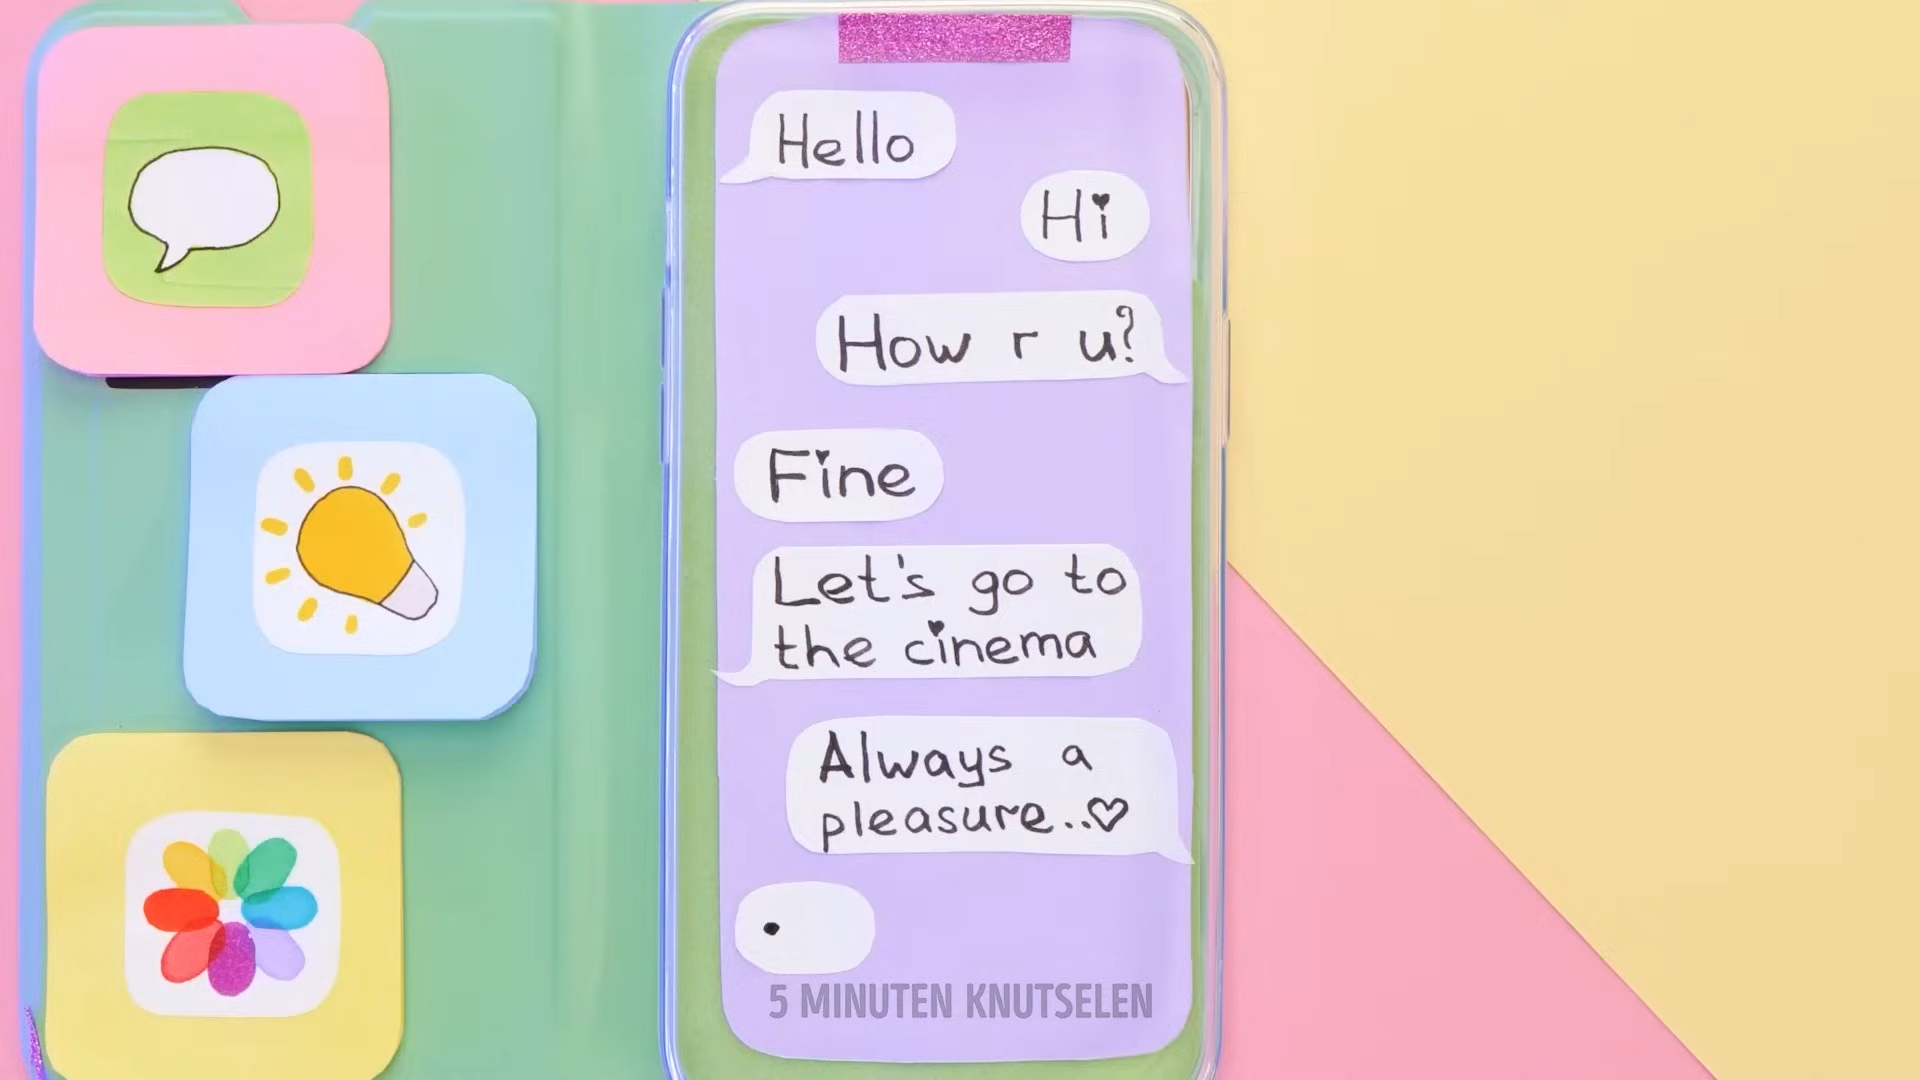 Hello
Hi
How r u?
Fine
Let's go to
the cinema
Always a
pleasure..♡
5 MINUTEN KNUTSELEN